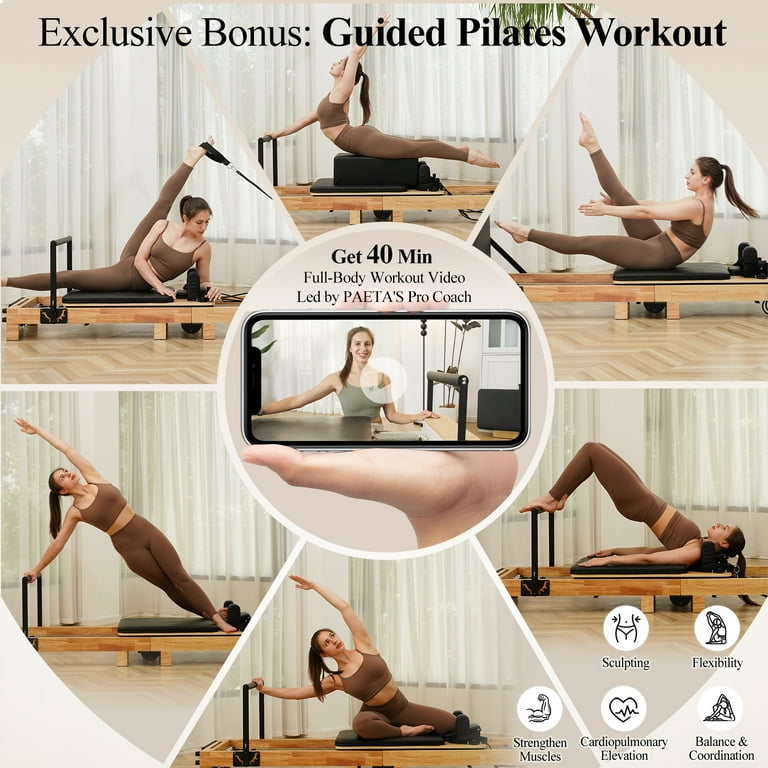 Exclusive Bonus: Guided Pilates Workout
Get 40 Min
Full-Body Workout Video
Led by PAETA'S Pro Coach
Sculpting
Flexibility
Strengthen
Muscles
Cardiopulmonary
Elevation
Balance &
Coordination